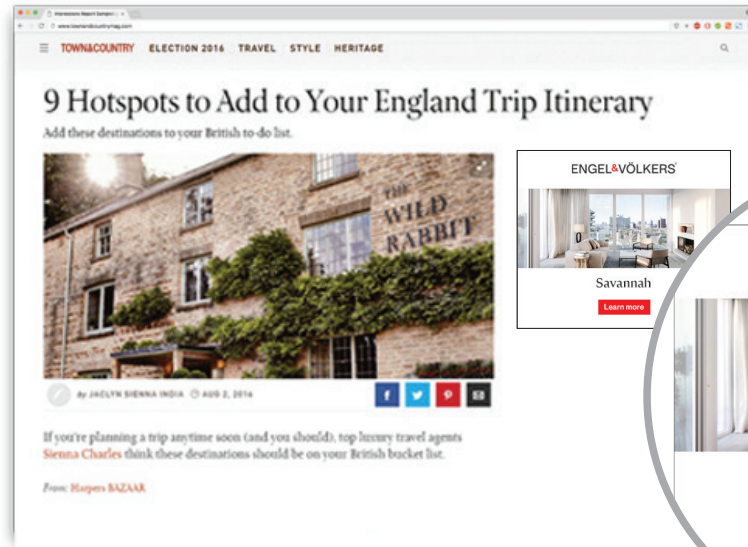 www.townandcountrymag.com
TOWN&COUNTRY ELECTION 2016 TRAVEL STYLE HERITAGE
9 Hotspots to Add to Your England Trip Itinerary
Add these destinations to your British to-do list.
THE
WILD
RABBIT
ENGEL&VÖLKERS
Savannah
Learn more
By JACLYN SIENNA INDIA AUG 2, 2016
If you're planning a trip anytime soon (and you should), top luxury travel agents
Sienna Charles think these destinations should be on your British bucket list.
From: Harpers BAZAAR